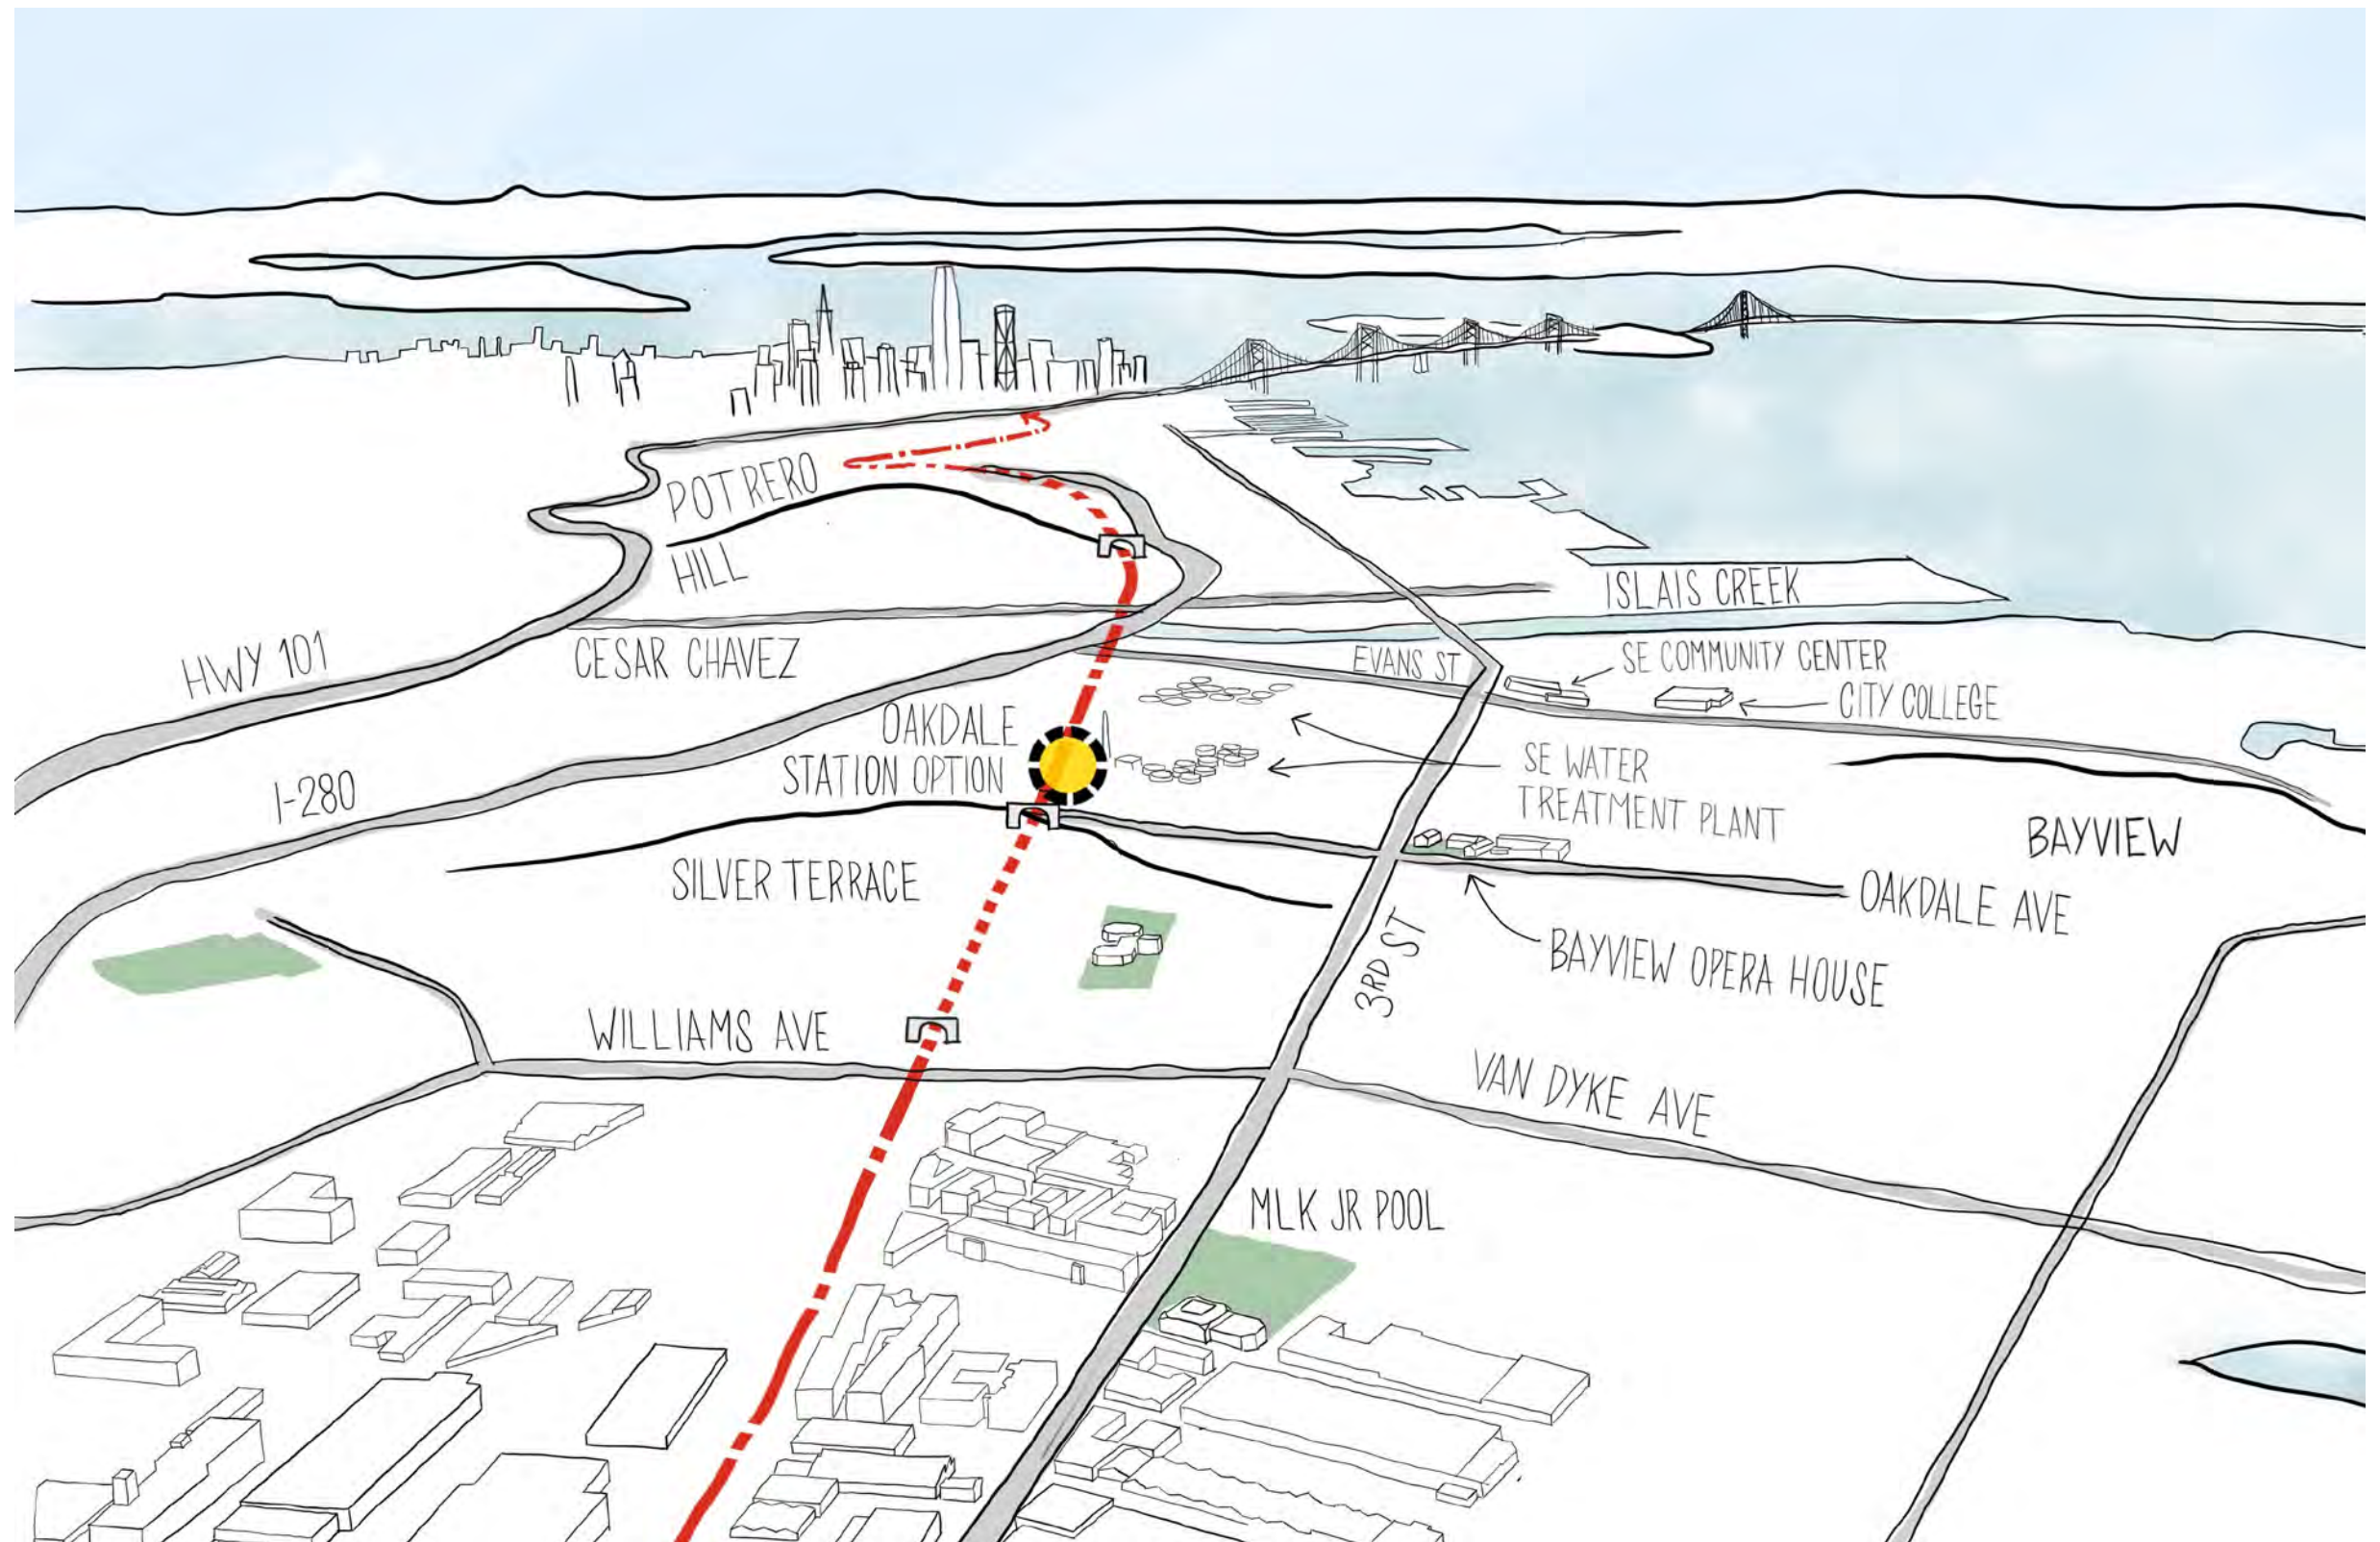 POTRERO
HILL
ISLAIS CREEK
HWY 101
CESAR CHAVEZ
EVANS ST
SE COMMUNITY CENTER
CITY COLLEGE
OAKDALE
STATION OPTION
I-280
SE WATER
TREATMENT PLANT
BAYVIEW
SILVER TERRACE
OAKDALE AVE
3RD ST
BAYVIEW OPERA HOUSE
WILLIAMS AVE
VAN DYKE AVE
MLK JR POOL